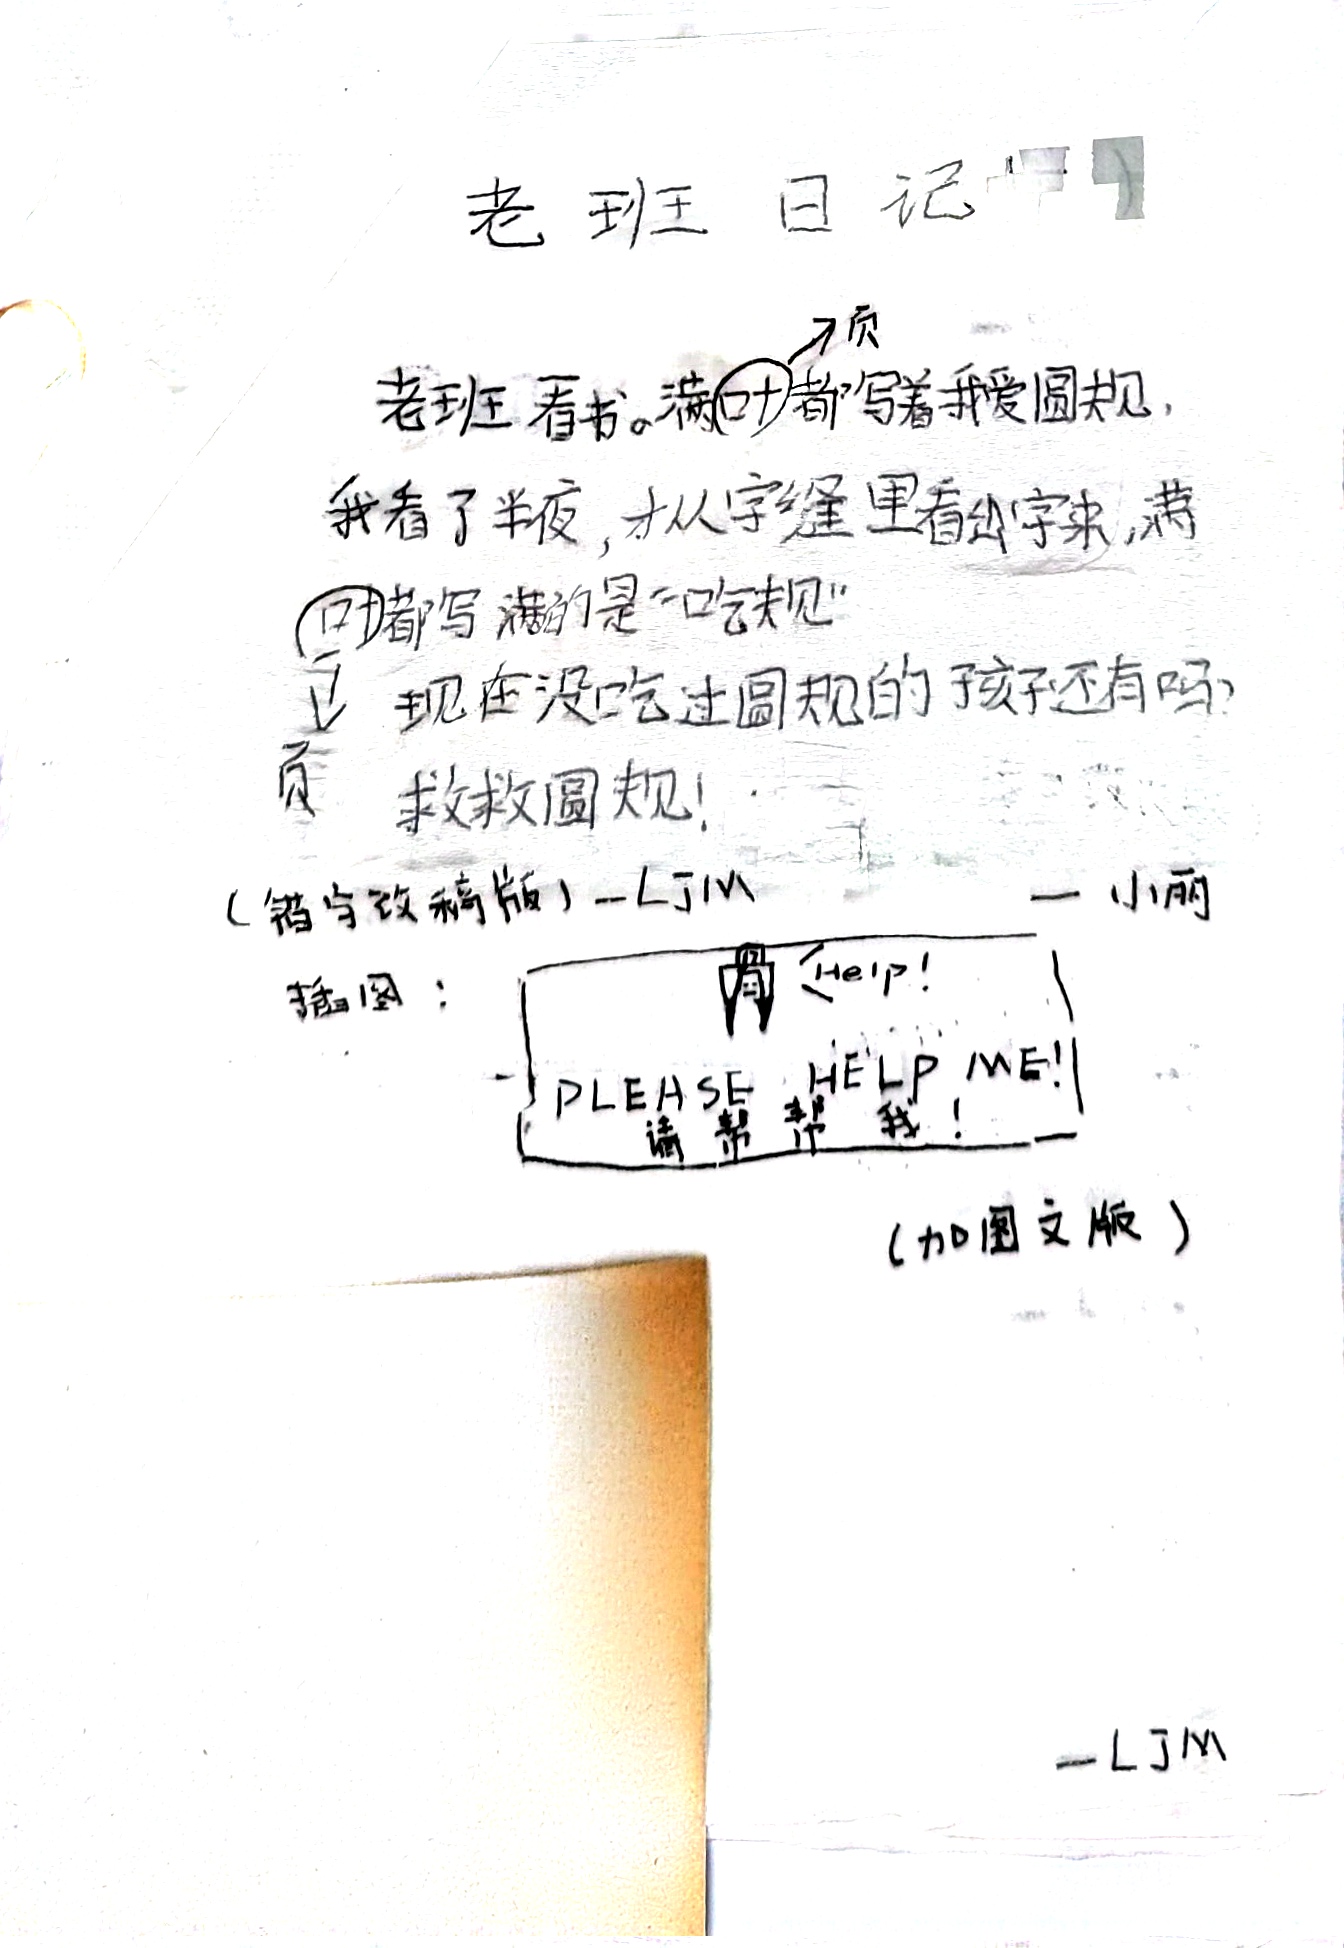 老班日记
页
老班看书。满叶都写着我爱圆规,
我看了半夜,才从字缝里看出字来,满
叶都写满的是“吃规”
页
现在没吃过圆规的孩子还有吗?
救救圆规!
(错字改稿版)—LJM
—小丽
插图:
Help!
PLEASE HELP ME!
请帮帮我!
(加图文版)
—LJM